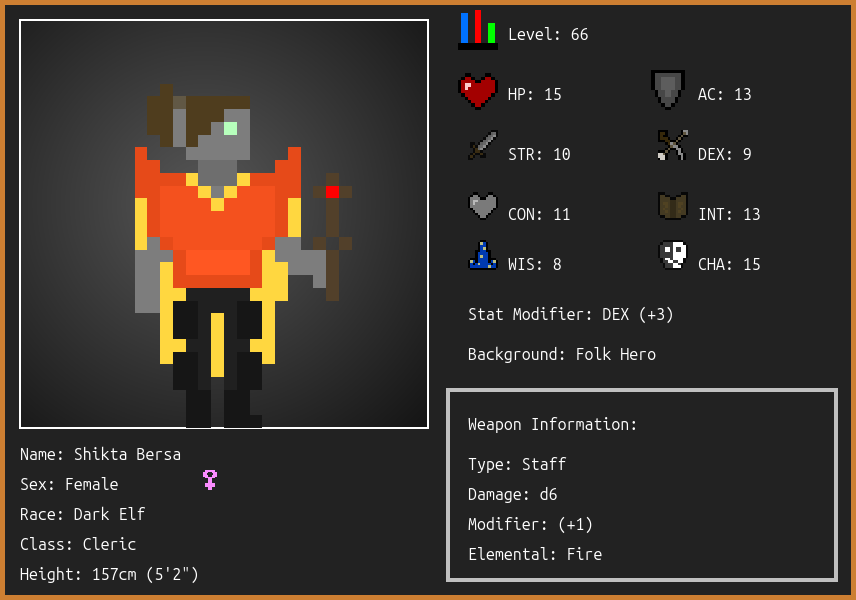 Level: 66
HP: 15
AC: 13
STR: 10
DEX: 9
CON: 11
INT: 13
WIS: 8
CHA: 15
Stat Modifier: DEX (+3)
Background: Folk Hero
Weapon Information:
Type: Staff
Damage: d6
Modifier: (+1)
Elemental: Fire
Name: Shikta Bersa
Sex: Female
Race: Dark Elf
Class: Cleric
Height: 157cm (5'2")